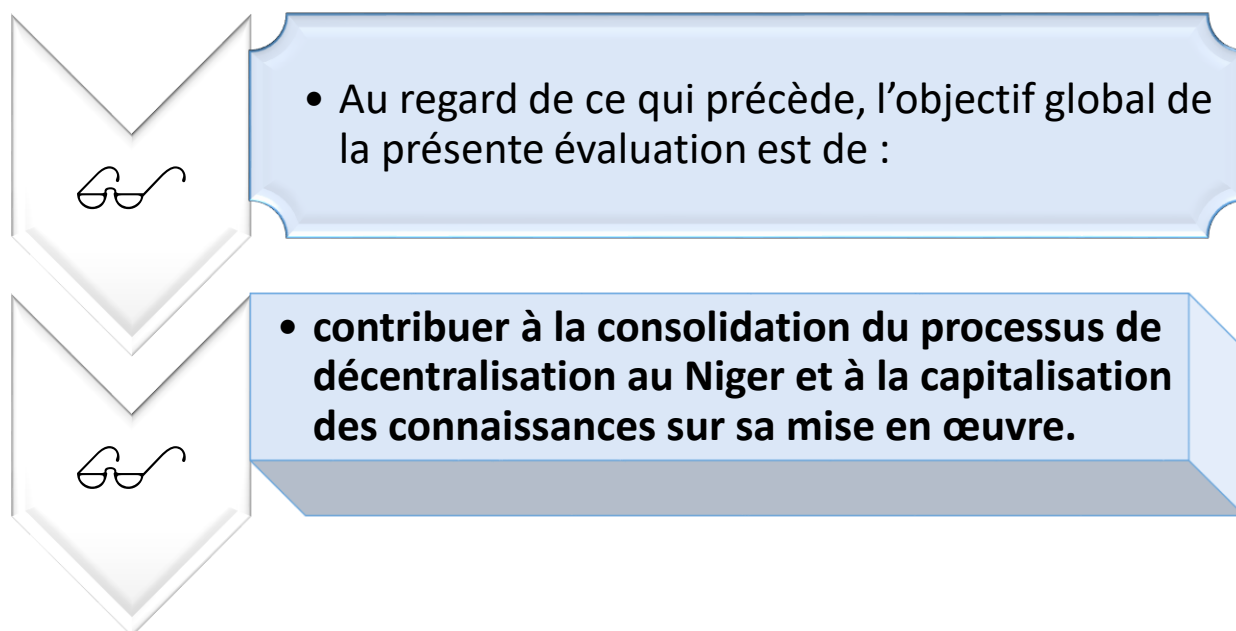 • Au regard de ce qui précède, l’objectif global de
la présente évaluation est de :
• contribuer à la consolidation du processus de
décentralisation au Niger et à la capitalisation
des connaissances sur sa mise en œuvre.